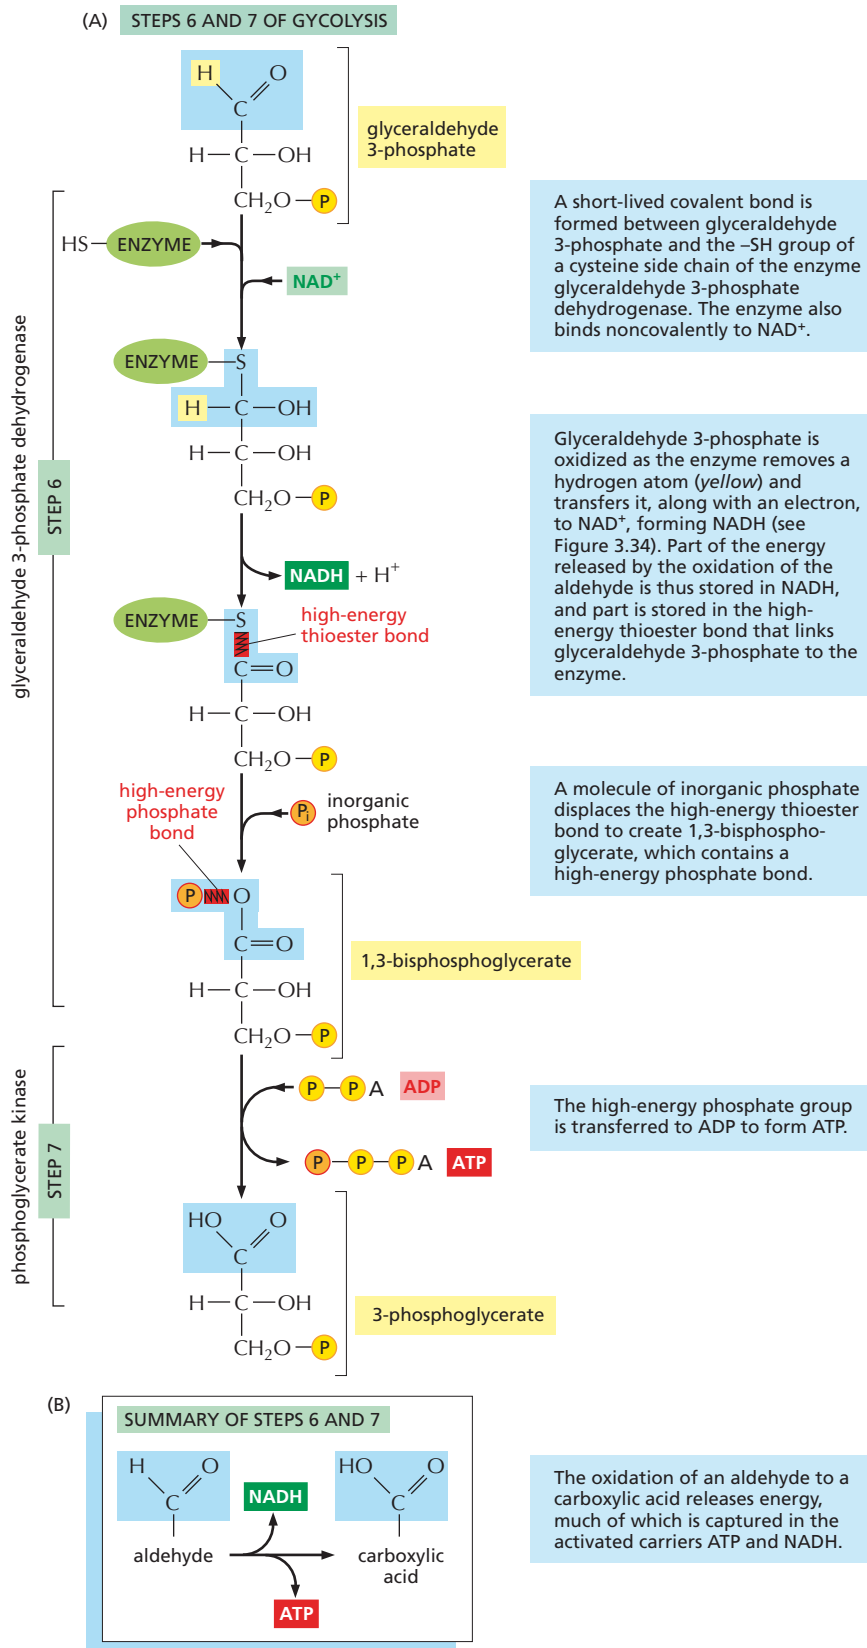 (A) STEPS 6 AND 7 OF GYCOLYSIS
H O
C
H—C—OH
CH2O—P
glyceraldehyde
3-phosphate
glyceraldehyde 3-phosphate dehydrogenase
STEP 6
HS—ENZYME
NAD+
A short-lived covalent bond is
formed between glyceraldehyde
3-phosphate and the –SH group of
a cysteine side chain of the enzyme
glyceraldehyde 3-phosphate
dehydrogenase. The enzyme also
binds noncovalently to NAD+.
ENZYME—S
H—C—OH
H—C—OH
CH2O—P
NADH + H+
Glyceraldehyde 3-phosphate is
oxidized as the enzyme removes a
hydrogen atom (yellow) and
transfers it, along with an electron,
to NAD+, forming NADH (see
Figure 3.34). Part of the energy
released by the oxidation of the
aldehyde is thus stored in NADH,
and part is stored in the high-
energy thioester bond that links
glyceraldehyde 3-phosphate to the
enzyme.
ENZYME—S
high-energy
thioester bond
C=O
H—C—OH
CH2O—P
high-energy
phosphate
bond
Pi inorganic
phosphate
A molecule of inorganic phosphate
displaces the high-energy thioester
bond to create 1,3-bisphospho-
glycerate, which contains a
high-energy phosphate bond.
P O
C=O
H—C—OH
CH2O—P
1,3-bisphosphoglycerate
phosphoglycerate kinase
STEP 7
P—P A ADP
P—P—P A ATP
The high-energy phosphate group
is transferred to ADP to form ATP.
HO O
C
H—C—OH
CH2O—P
3-phosphoglycerate
(B)
SUMMARY OF STEPS 6 AND 7
H O
C
aldehyde
NADH
ATP
HO O
C
carboxylic
acid
The oxidation of an aldehyde to a
carboxylic acid releases energy,
much of which is captured in the
activated carriers ATP and NADH.